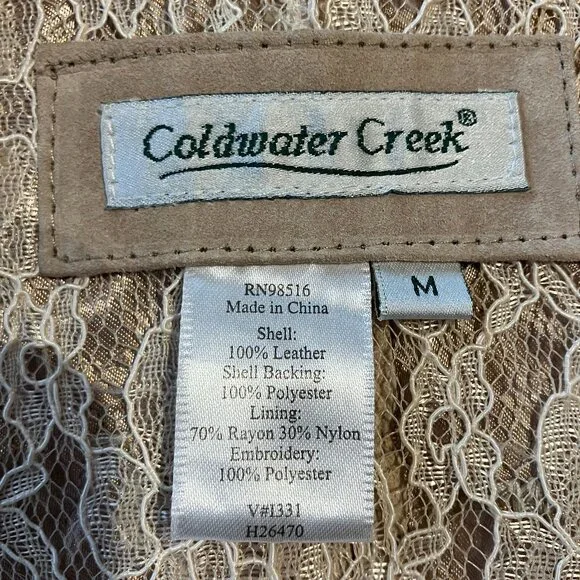 Coldwater Creek®
M
RN98516
Made in China
Shell:
100% Leather
Shell Backing:
100% Polyester
Lining:
70% Rayon 30% Nylon
Embroidery:
100% Polyester
V#I331
H26470